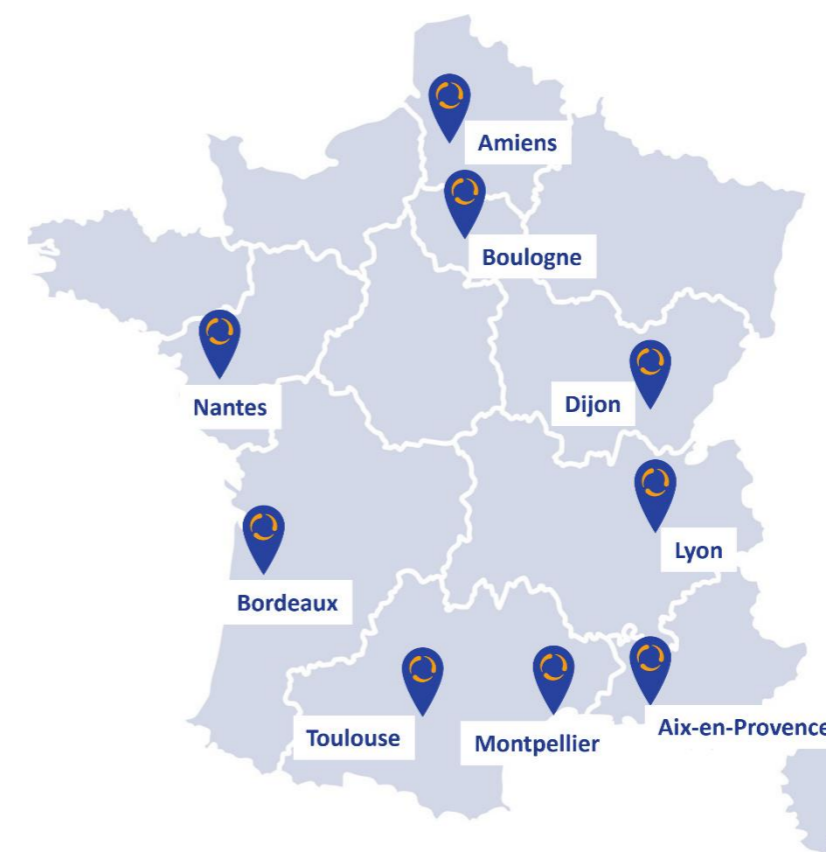 Amiens
Boulogne
Nantes
Dijon
Lyon
Bordeaux
Toulouse
Montpellier
Aix-en-Provence